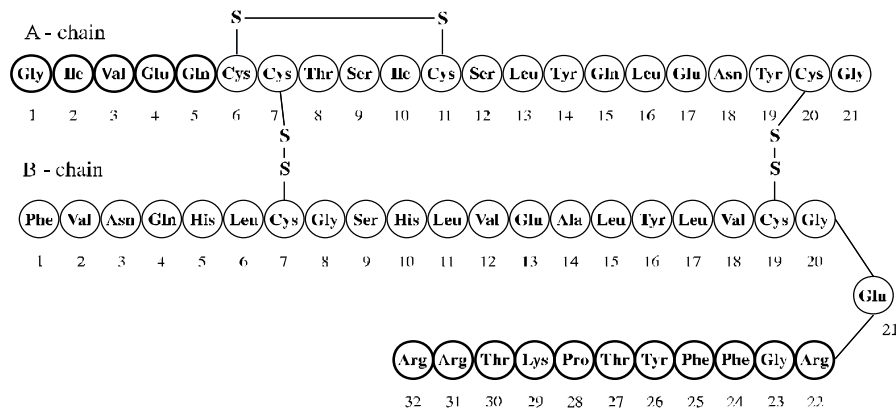 S S
A - chain
Gly Ile Val Glu Gln Cys Cys Thr Ser Ile Cys Ser Leu Tyr Gln Leu Glu Asn Tyr Cys Gly
1 2 3 4 5 6 7 8 9 10 11 12 13 14 15 16 17 18 19 20 21
S S
S S
B - chain
Phe Val Asn Gln His Leu Cys Gly Ser His Leu Val Glu Ala Leu Tyr Leu Val Cys Gly
1 2 3 4 5 6 7 8 9 10 11 12 13 14 15 16 17 18 19 20
Glu
21
Arg Arg Thr Lys Pro Thr Tyr Phe Phe Gly Arg
32 31 30 29 28 27 26 25 24 23 22